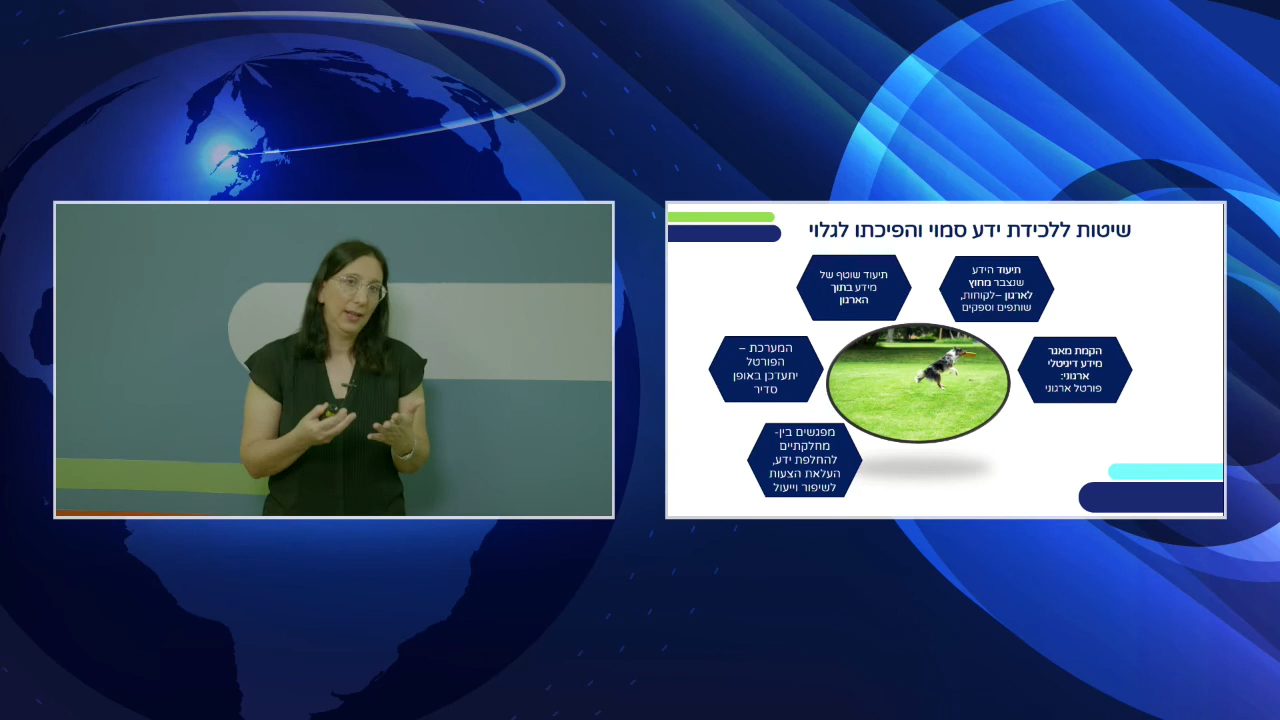 שיטות ללכידת ידע סמוי והפיכתו לגלוי
תיעוד הידע
שנצבר מחוץ
לארגון –לקוחות,
שותפים וספקים
תיעוד שוטף של
מידע בתוך
הארגון
הקמת מאגר
מידע דיגיטלי
ארגוני:
פורטל ארגוני
המערכת –
הפורטל
יתעדכן באופן
סדיר
מפגשים בין-
מחלקתיים
להחלפת ידע,
העלאת הצעות
לשיפור וייעול